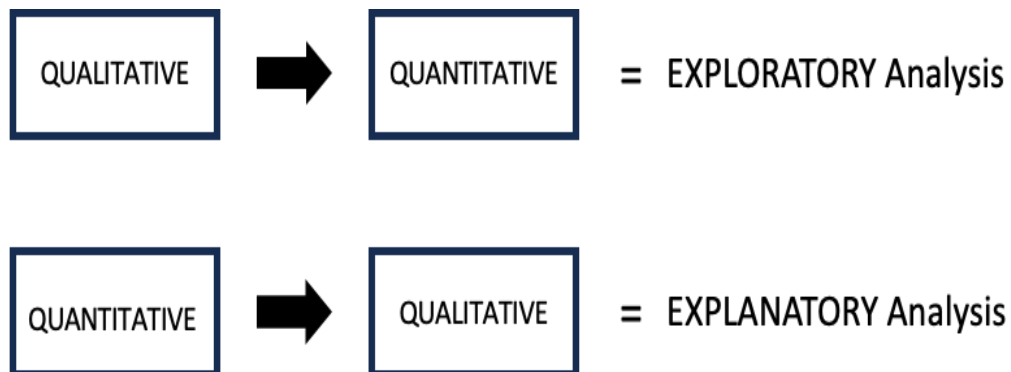 QUALITATIVE QUANTITATIVE = EXPLORATORY Analysis
QUANTITATIVE QUALITATIVE = EXPLANATORY Analysis